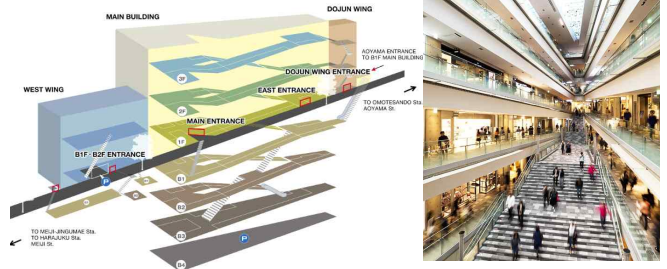 MAIN BUILDING
DOJUN WING
AOYAMA ENTRANCE
TO B1F MAIN BUILDING
DOJUN WING ENTRANCE
WEST WING
3F
EAST ENTRANCE
TO OMOTESANDO Sta.
AOYAMA St.
2F
MAIN ENTRANCE
1F
B1F · B2F ENTRANCE
P
B1
B2
TO MEIJI-JINGUMAE Sta.
TO HARAJUKU Sta.
MEIJI St.
B3
P
B4